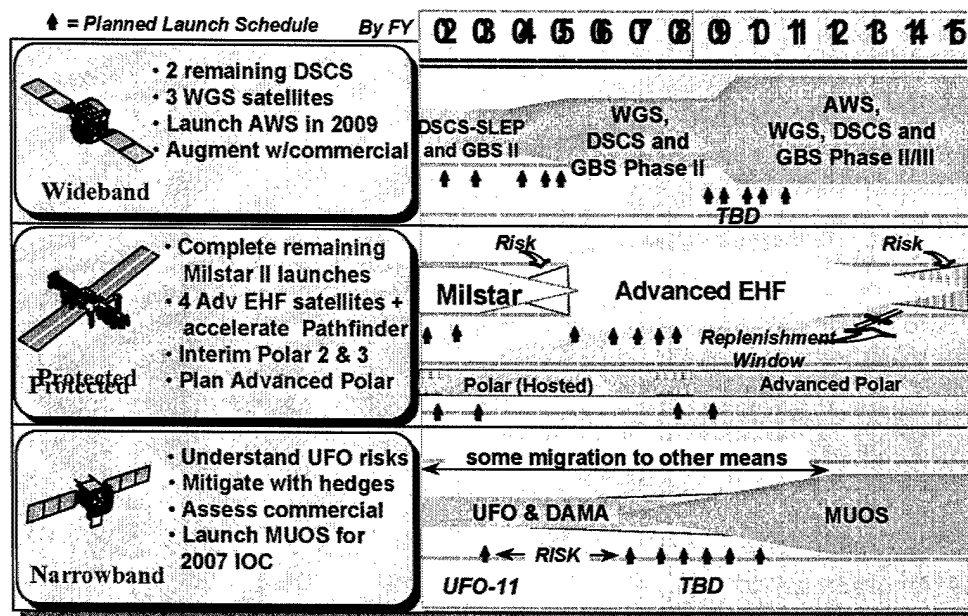 = Planned Launch Schedule By FY 02 03 04 05 06 07 08 09 10 11 12 13 14 15
• 2 remaining DSCS
• 3 WGS satellites
• Launch AWS in 2009
• Augment w/commercial
Wideband
DSCS-SLEP
and GBS II
WGS,
DSCS and
GBS Phase II
AWS,
WGS, DSCS and
GBS Phase II/III
TBD
• Complete remaining
Milstar II launches
• 4 Adv EHF satellites +
accelerate Pathfinder
• Interim Polar 2 & 3
• Plan Advanced Polar
Protected
Protected
Risk
Milstar
Advanced EHF
Risk
Replenishment
Window
Polar (Hosted)
Advanced Polar
• Understand UFO risks
• Mitigate with hedges
• Assess commercial
• Launch MUOS for
2007 IOC
Narrowband
some migration to other means
UFO & DAMA
MUOS
RISK
UFO-11
TBD